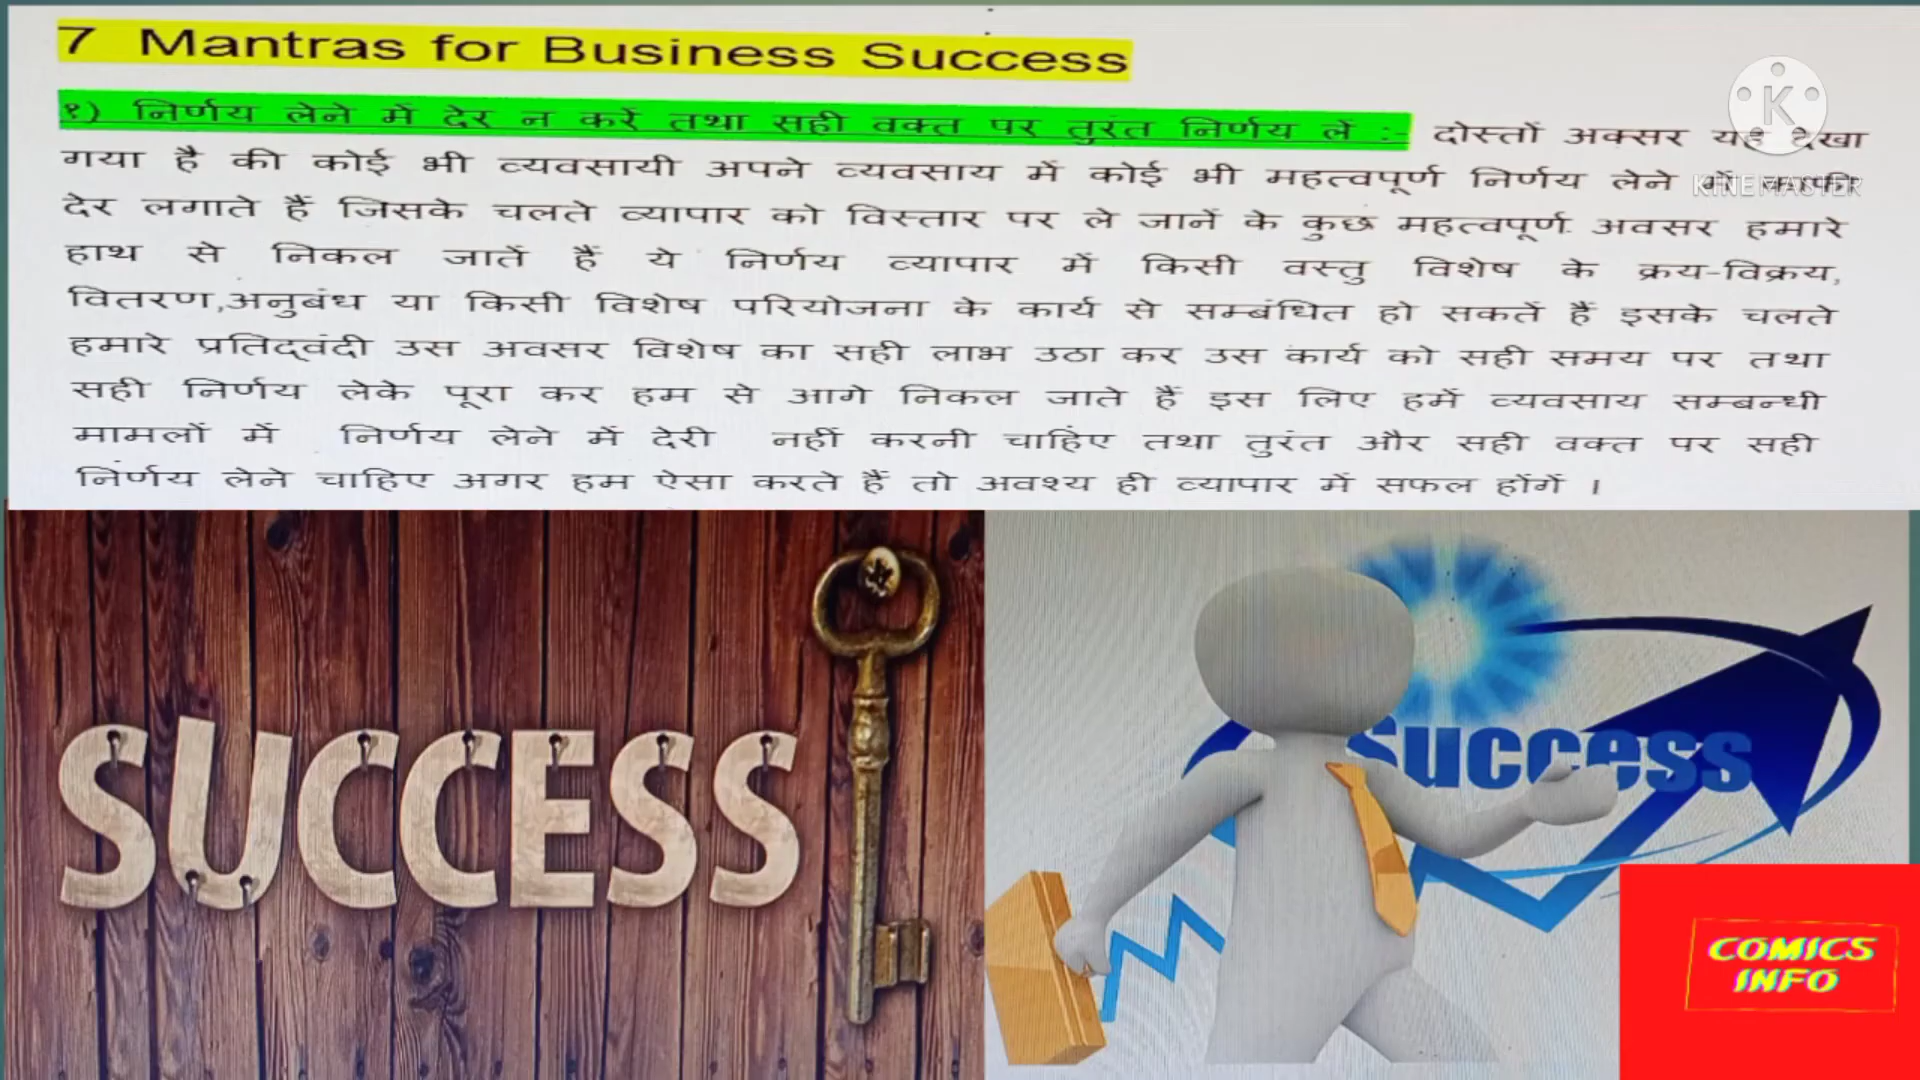 7 Mantras for Business Success
१) निर्णय लेने में देर न करें तथा सही वक्त पर तुरंत निर्णय लें :- दोस्तों अक्सर यह देखा
गया है की कोई भी व्यवसायी अपने व्यवसाय में कोई भी महत्वपूर्ण निर्णय लेने
देर लगाते हैं जिसके चलते व्यापार को विस्तार पर ले जानें के कुछ महत्वपूर्ण अवसर हमारे
हाथ से निकल जातें हैं ये निर्णय व्यापार में किसी वस्तु विशेष के क्रय-विक्रय,
वितरण,अनुबंध या किसी विशेष परियोजना के कार्य से सम्बंधित हो सकतें हैं इसके चलते
हमारे प्रतिद्वंदी उस अवसर विशेष का सही लाभ उठा कर उस कार्य को सही समय पर तथा
सही निर्णय लेके पूरा कर हम से आगे निकल जाते हैं इस लिए हमें व्यवसाय सम्बन्धी
मामलों में निर्णय लेने में देरी नहीं करनी चाहिए तथा तुरंत और सही वक्त पर सही
निर्णय लेने चाहिए अगर हम ऐसा करते हैं तो अवश्य ही व्यापार में सफल होंगें ।
K
KINEMASTER
SUCCESS
Success
COMICS
INFO